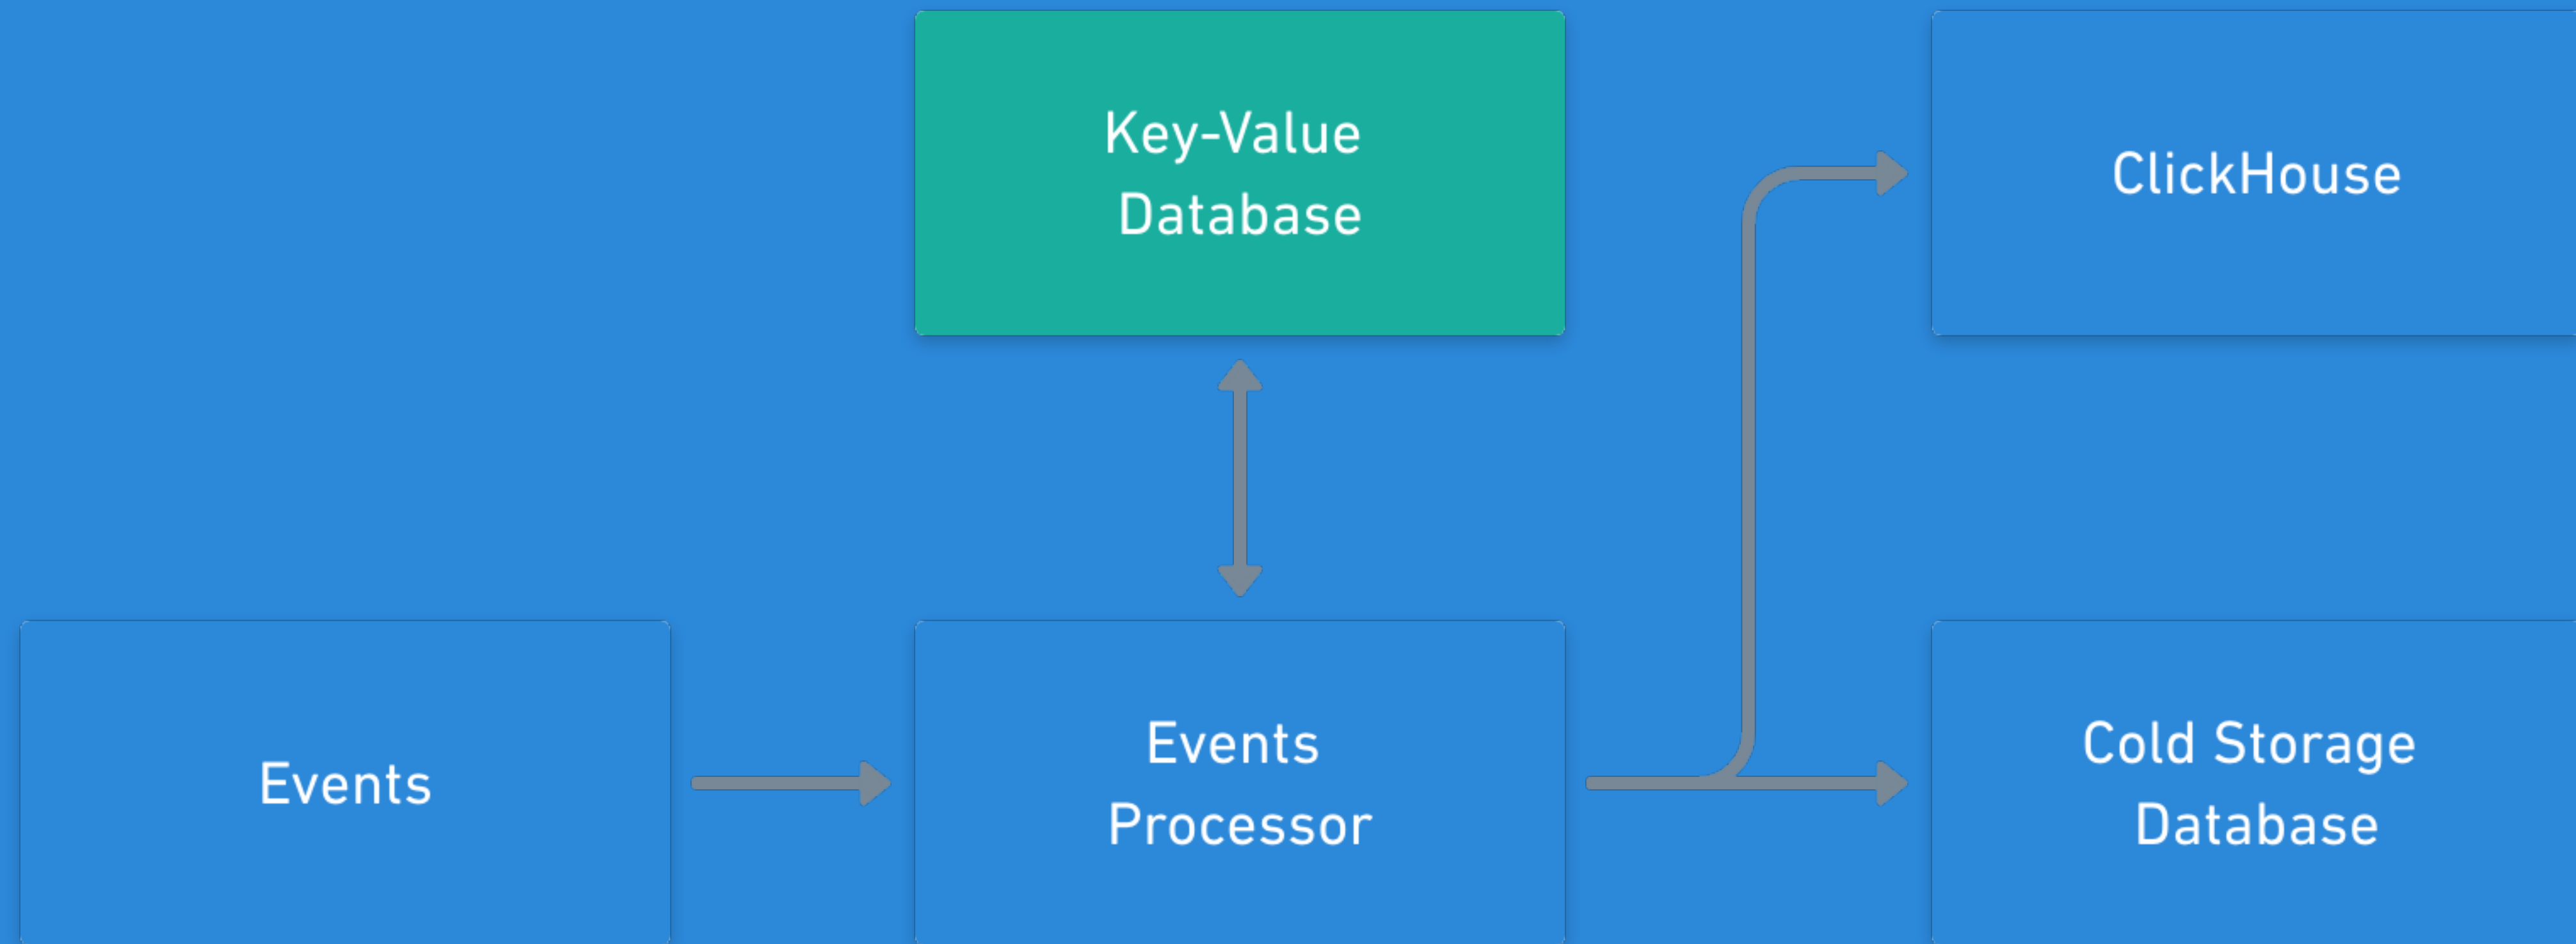 Key-Value
Database
ClickHouse
Events
Events
Processor
Cold Storage
Database